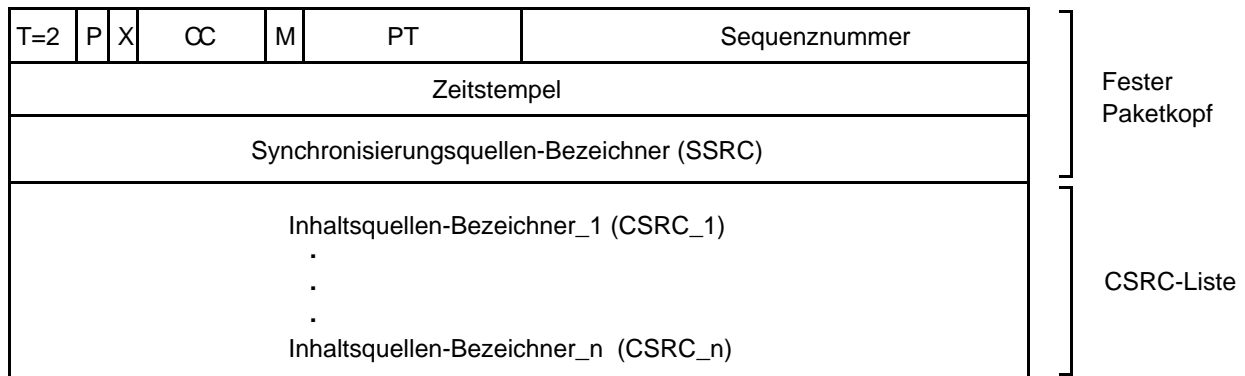 T=2 P X CC M PT Sequenznummer
Zeitstempel
Fester
Paketkopf
Synchronisierungsquellen-Bezeichner (SSRC)
Inhaltsquellen-Bezeichner_1 (CSRC_1)
.
.
.
CSRC-Liste
Inhaltsquellen-Bezeichner_n (CSRC_n)